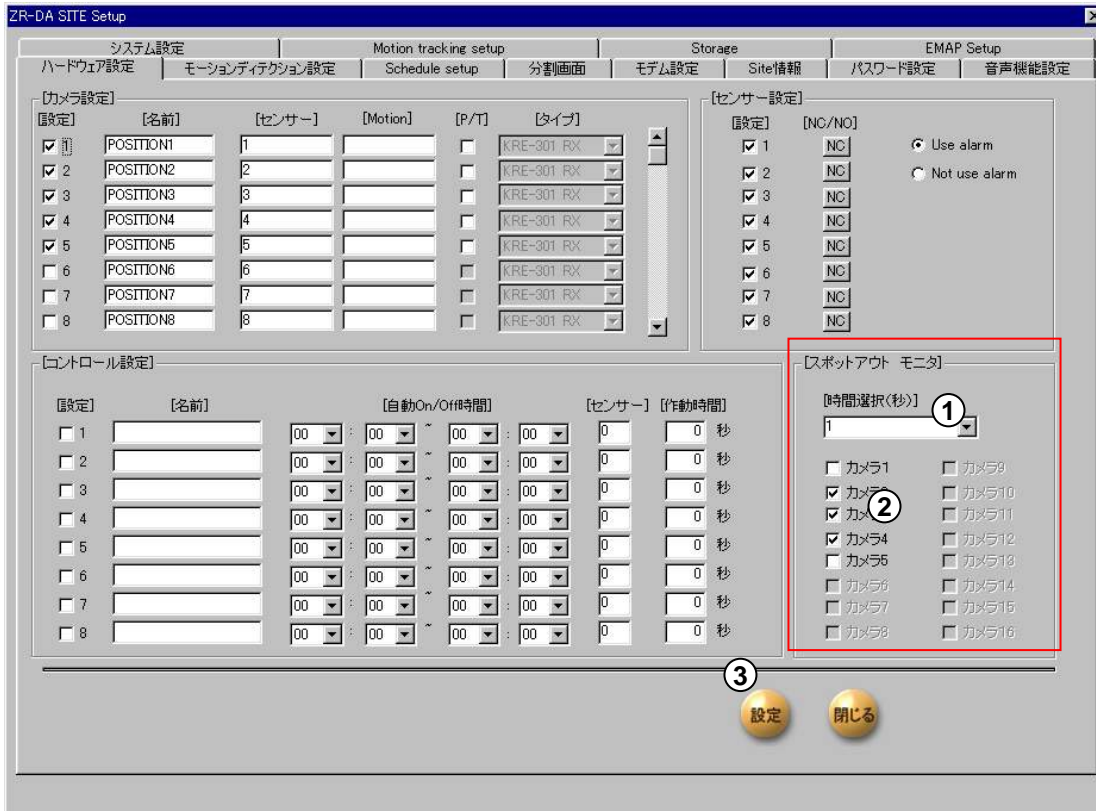 ZR-DA SITE Setup
システム設定 Motion tracking setup Storage EMAP Setup
ハードウェア設定 モーションディテクション設定 Schedule setup 分割画面 モデム設定 Site情報 パスワード設定 音声機能設定
[カメラ設定]
[設定] [名前] [センサー] [Motion] [P/T] [タイプ]
1 POSITION1 1 KRE-301 RX
2 POSITION2 2 KRE-301 RX
3 POSITION3 3 KRE-301 RX
4 POSITION4 4 KRE-301 RX
5 POSITION5 5 KRE-301 RX
6 POSITION6 6 KRE-301 RX
7 POSITION7 7 KRE-301 RX
8 POSITION8 8 KRE-301 RX
[センサー設定]
[設定] [NC/NO]
1 NC Use alarm
2 NC Not use alarm
3 NC
4 NC
5 NC
6 NC
7 NC
8 NC
[コントロール設定]
[設定] [名前] [自動On/Off時間] [センサー] [作動時間]
1 00 : 00 ~ 00 : 00 0 0 秒
2 00 : 00 ~ 00 : 00 0 0 秒
3 00 : 00 ~ 00 : 00 0 0 秒
4 00 : 00 ~ 00 : 00 0 0 秒
5 00 : 00 ~ 00 : 00 0 0 秒
6 00 : 00 ~ 00 : 00 0 0 秒
7 00 : 00 ~ 00 : 00 0 0 秒
8 00 : 00 ~ 00 : 00 0 0 秒
[スポットアウト モニタ]
[時間選択(秒)] ①
1
カメラ1 カメラ9
カメラ カメラ10
カメ ② カメラ11
カメラ4 カメラ12
カメラ5 カメラ13
カメラ6 カメラ14
カメラ7 カメラ15
カメラ8 カメラ16
③
設定 閉じる